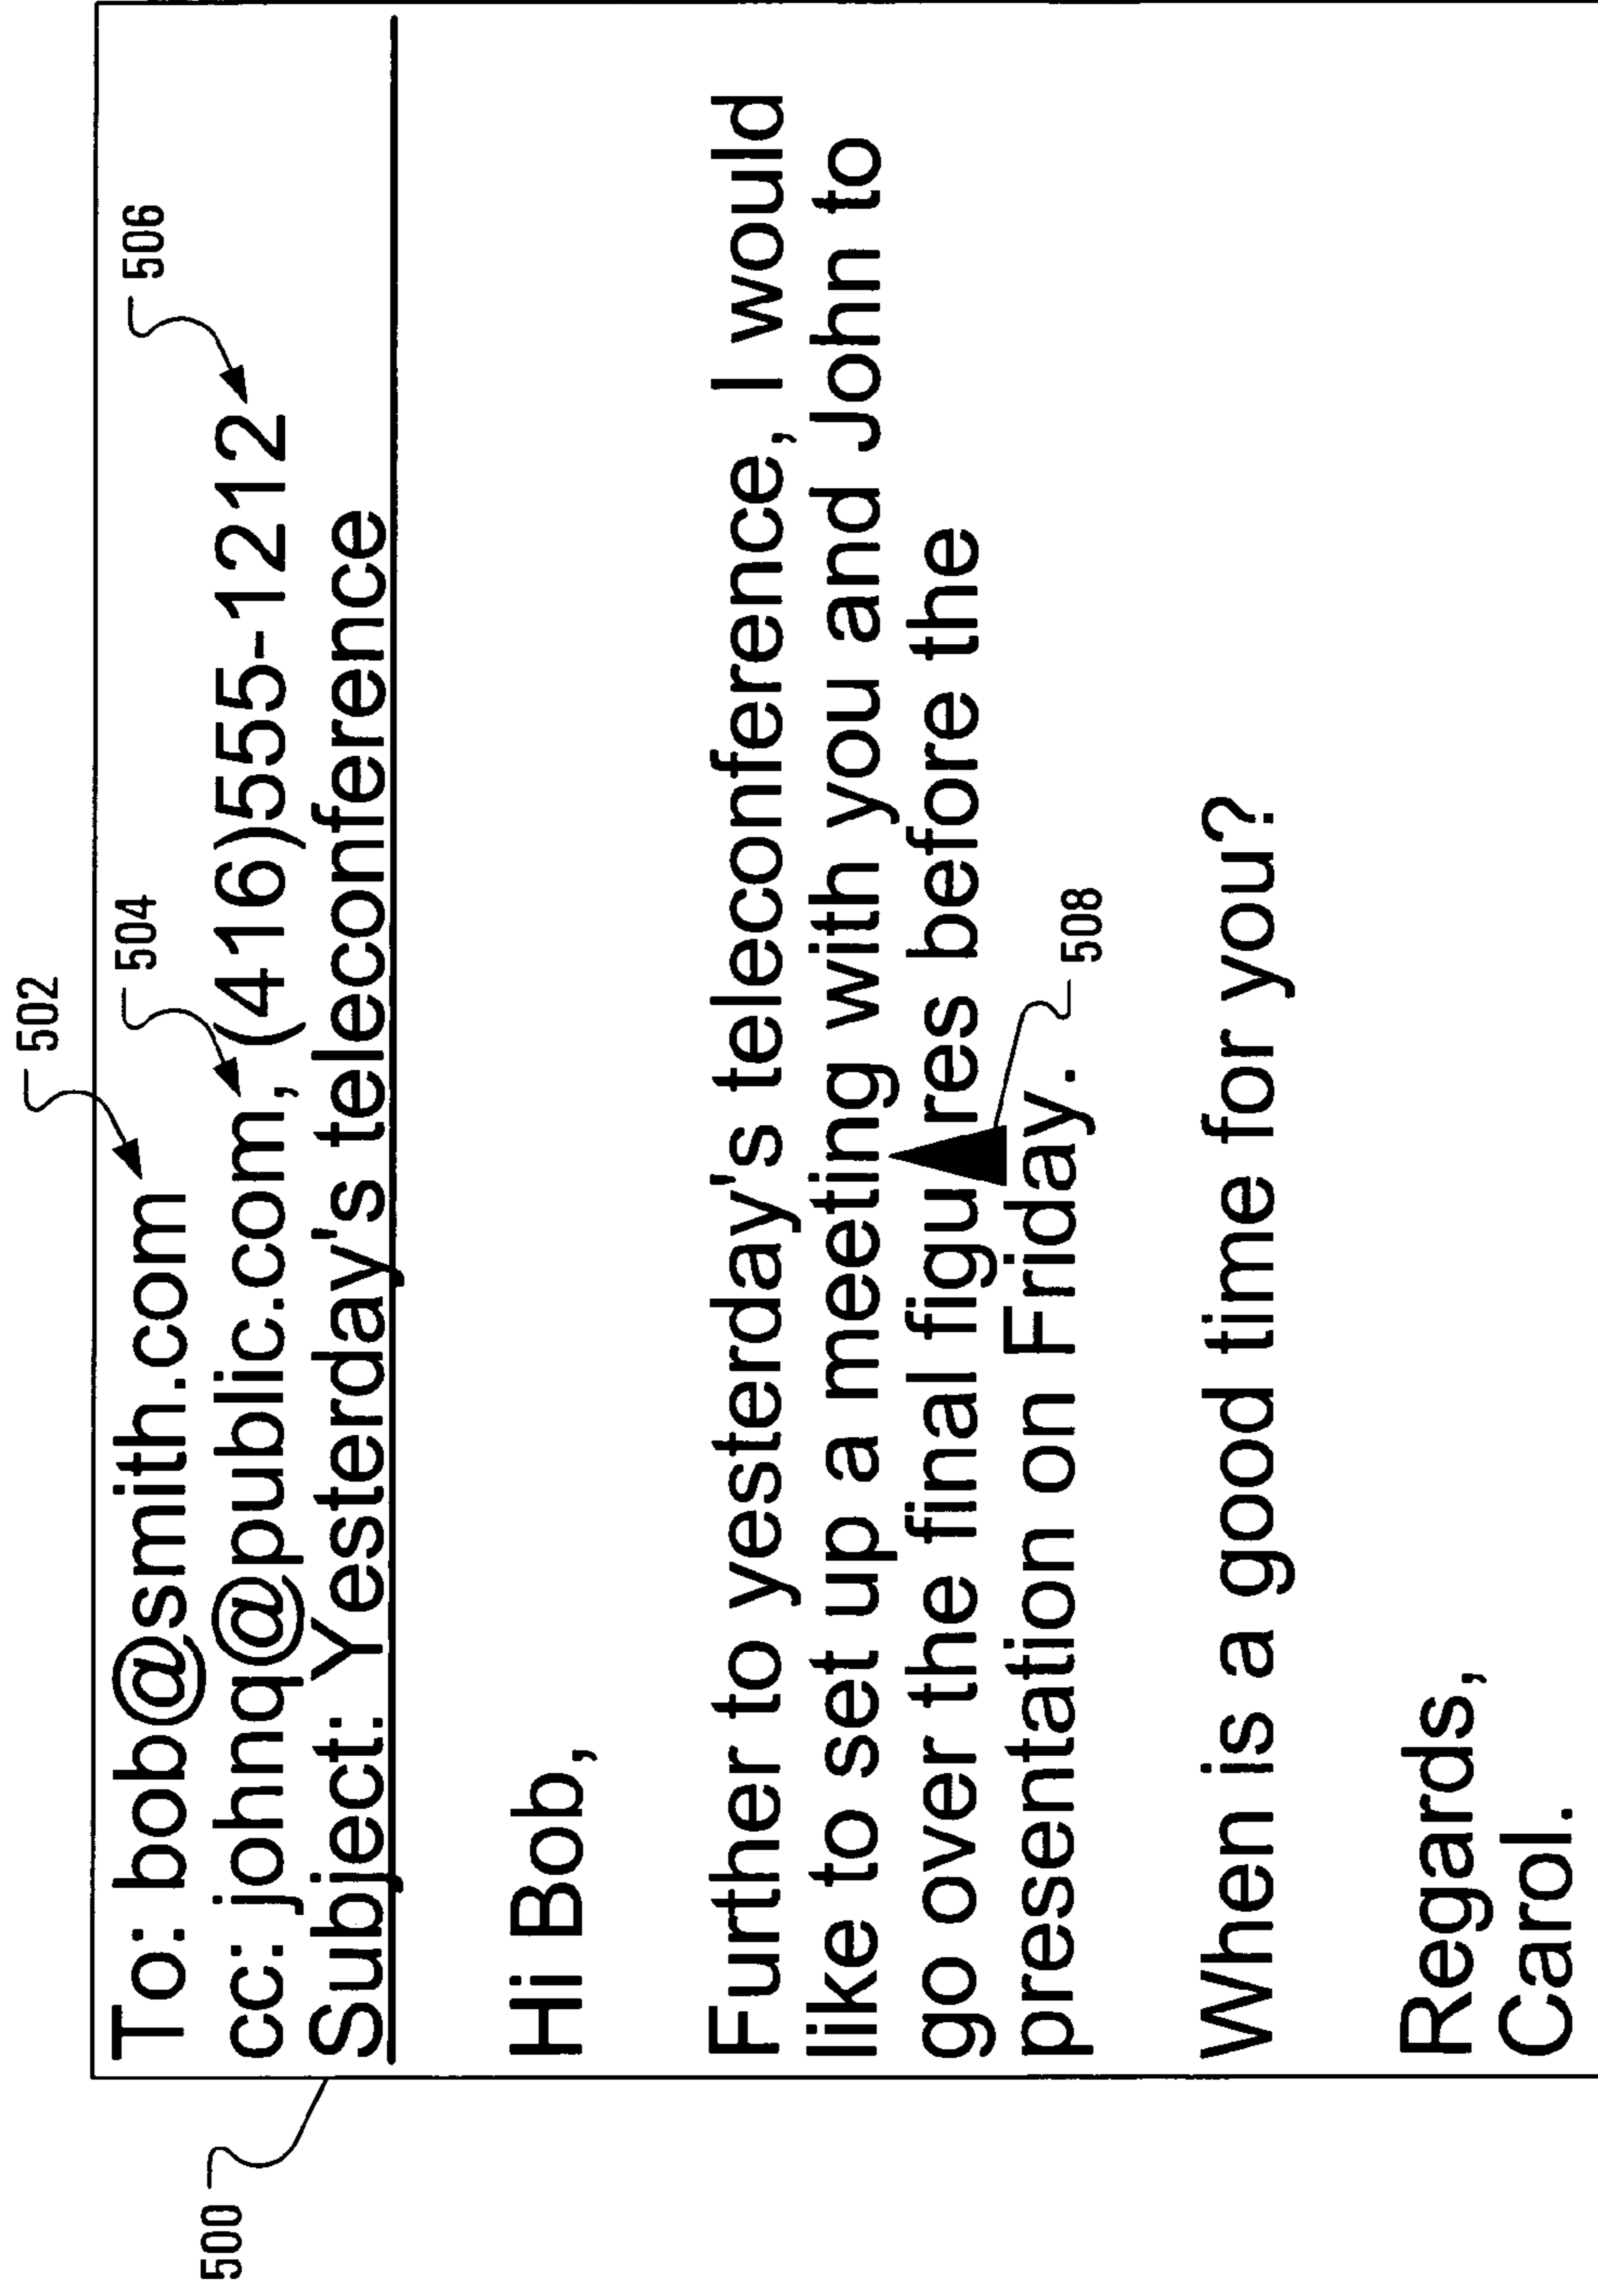 502
504
506
To: bob@smith.com
cc: johnq@public.com, (416)555-1212
Subject: Yesterday's teleconference
500
Hi Bob,
Further to yesterday's teleconference, I would
like to set up a meeting with you and John to
go over the final figu res before the
presentation on Friday.
508
When is a good time for you?
Regards,
Carol.